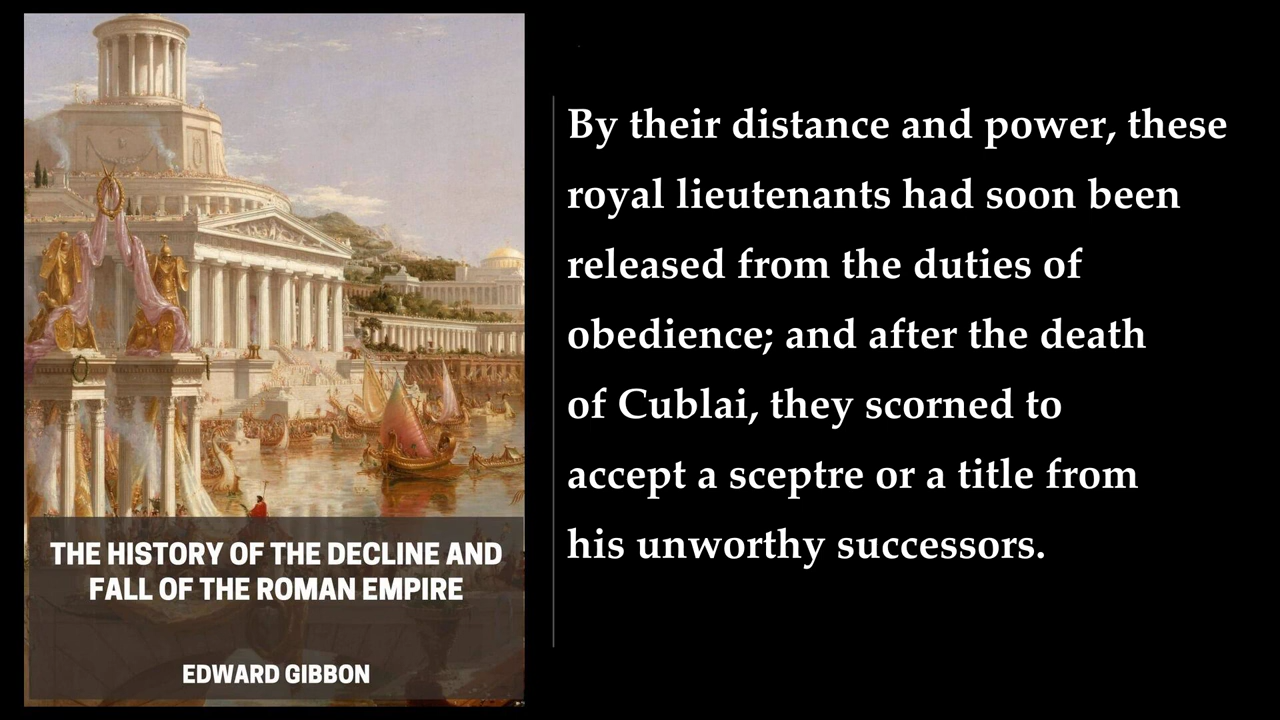 THE HISTORY OF THE DECLINE AND
FALL OF THE ROMAN EMPIRE
EDWARD GIBBON
By their distance and power, these
royal lieutenants had soon been
released from the duties of
obedience; and after the death
of Cublai, they scorned to
accept a sceptre or a title from
his unworthy successors.